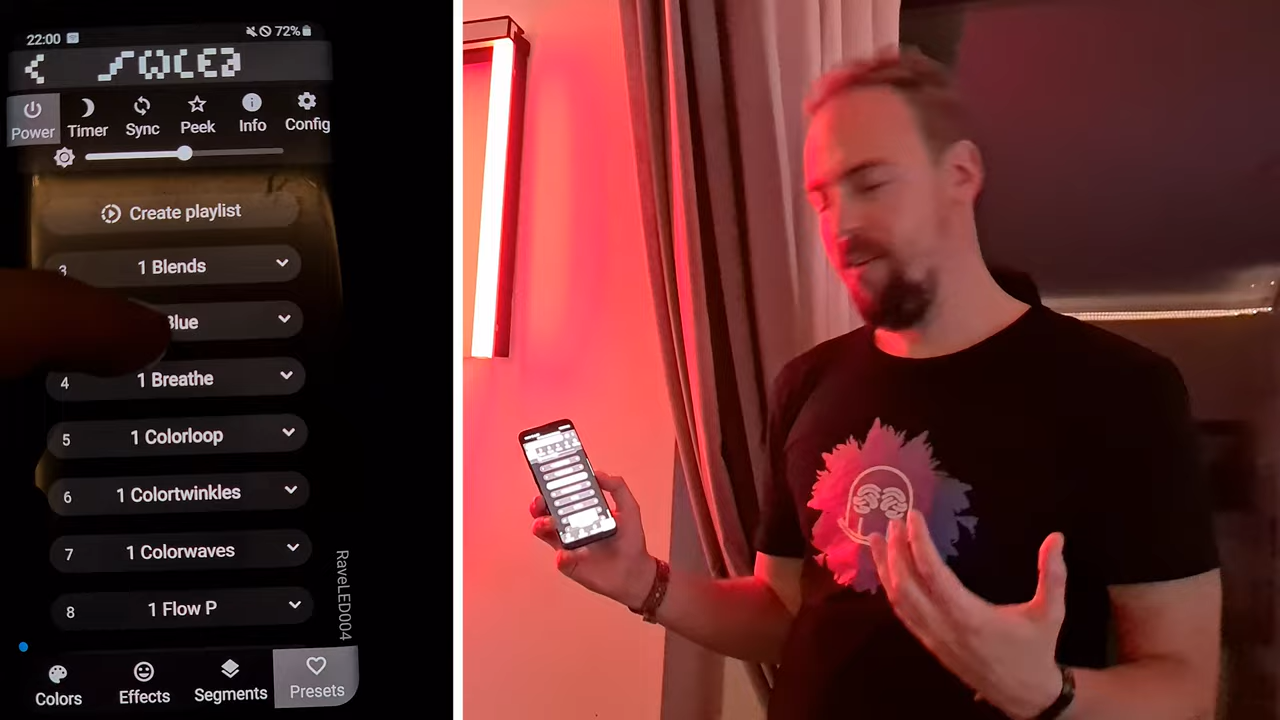 22:00 72%
Power Timer Sync Peek Info Config
Create playlist
3 1 Blends
Blue
4 1 Breathe
5 1 Colorloop
6 1 Colortwinkles
7 1 Colorwaves
8 1 Flow P
RaveLED004
Colors Effects Segments Presets